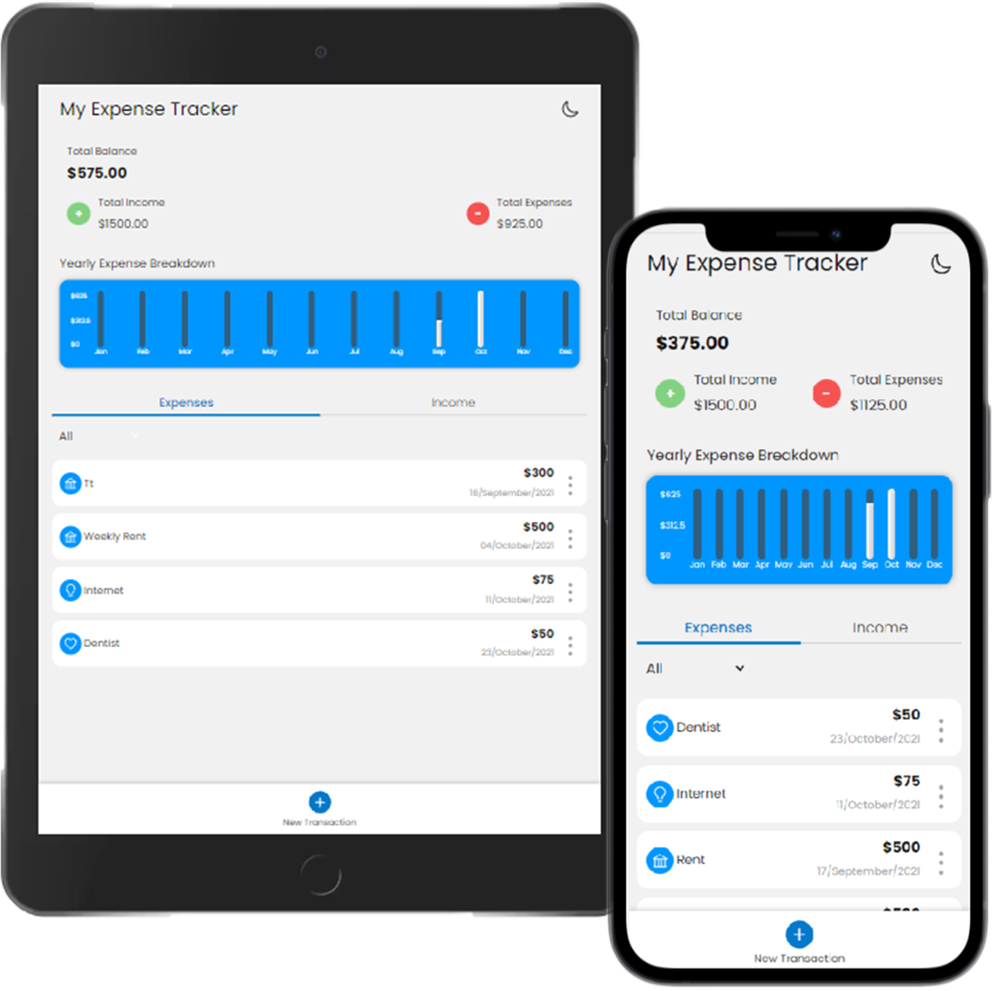 My Expense Tracker
Total Balance
$575.00
Total Income
$1500.00
Total Expenses
$925.00
Yearly Expense Breakdown
$625
$312.5
$0
Jan Feb Mar Apr May Jun Jul Aug Sep Oct Nov Dec
Expenses Income
All
Tt
$300
18/September/2021
Weekly Rent
$500
04/October/2021
Internet
$75
11/October/2021
Dentist
$50
23/October/2021
New Transaction
My Expense Tracker
Total Balance
$375.00
Total Income
$1500.00
Total Expenses
$1125.00
Yearly Expense Breakdown
$625
$312.5
$0
Jan Feb Mar Apr May Jun Jul Aug Sep Oct Nov Dec
Expenses Income
All
Dentist
$50
23/October/2021
Internet
$75
11/October/2021
Rent
$500
17/September/2021
New Transaction